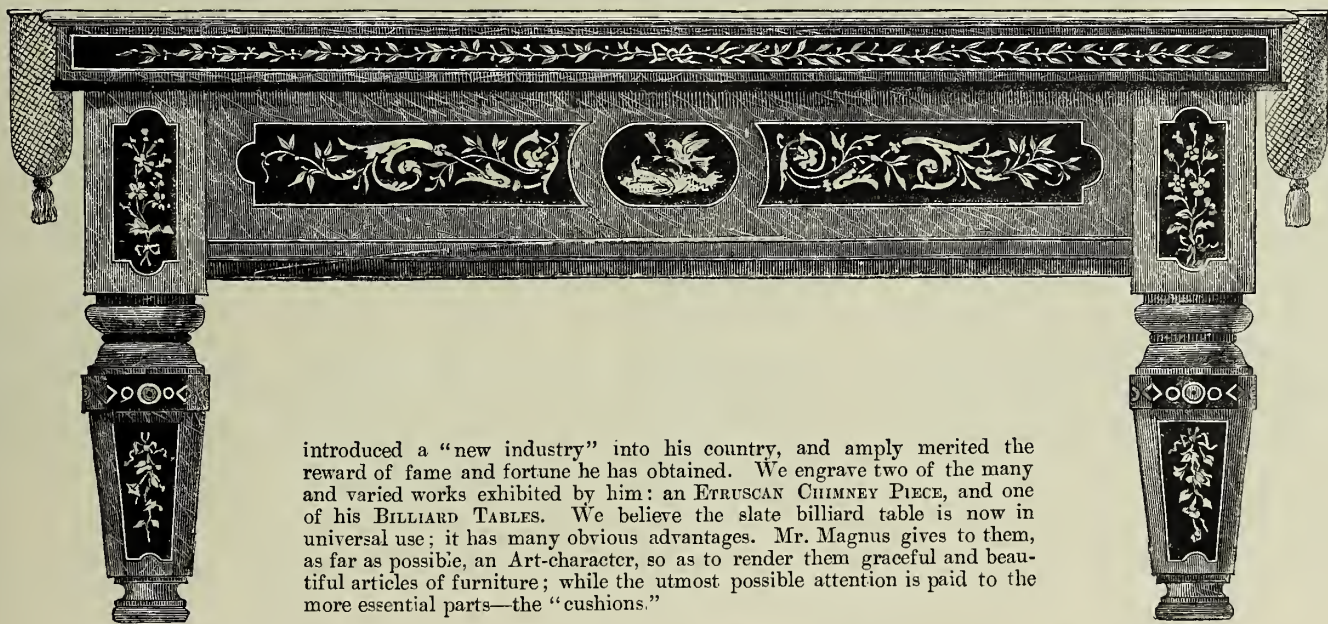 introduced a “new industry” into his country, and amply merited the
reward of fame and fortune he has obtained. We engrave two of the many
and varied works exhibited by him: an ETRUSCAN CHIMNEY PIECE, and one
of his BILLIARD TABLES. We believe the slate billiard table is now in
universal use; it has many obvious advantages. Mr. Magnus gives to them,
as far as possible, an Art-character, so as to render them graceful and beau-
tiful articles of furniture; while the utmost possible attention is paid to the
more essential parts—the “cushions.”